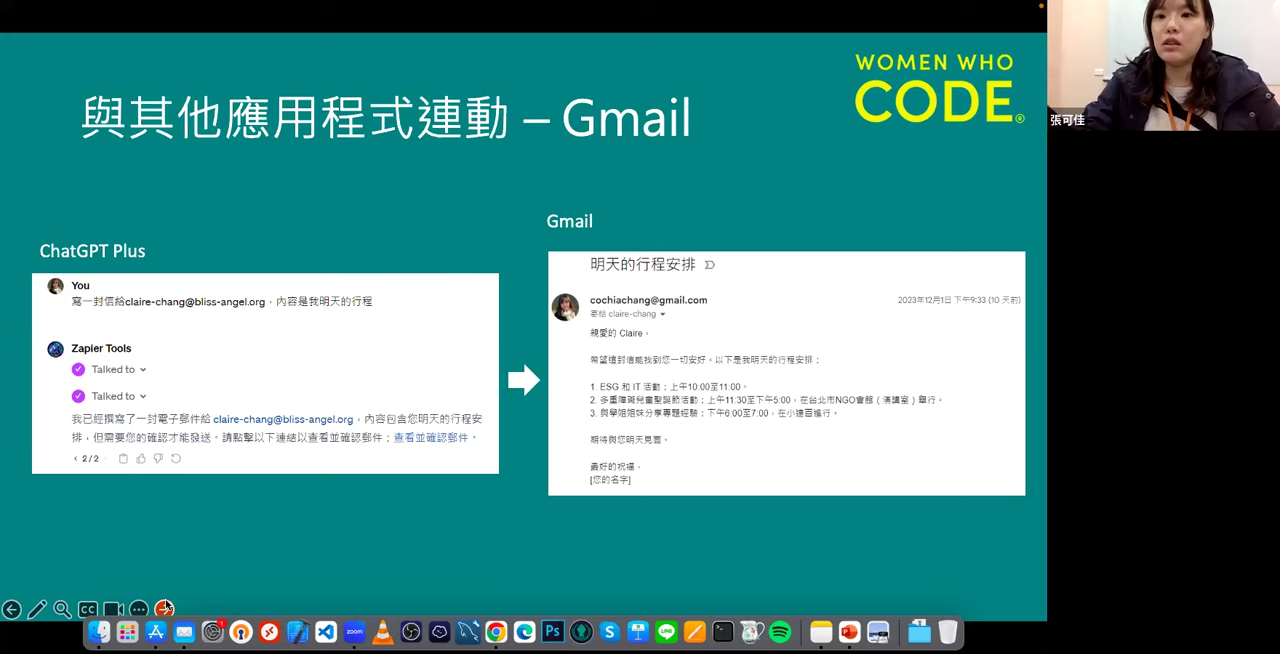 與其他應用程式連動 – Gmail
WOMEN WHO
CODE
張可佳
ChatGPT Plus
You
寫一封信給claire-chang@bliss-angel.org，內容是我明天的行程
Zapier Tools
Talked to
Talked to
我已經撰寫了一封電子郵件給 claire-chang@bliss-angel.org，內容包含您明天的行程安
排，但需要您的確認才能發送。請點擊以下連結以查看並確認郵件：查看並確認郵件。
2/2
Gmail
明天的行程安排
cochiachang@gmail.com
2023年12月1日 下午9:33 (10 天前)
寄給 claire-chang
親愛的 Claire，
希望這封信能找到您一切安好。以下是我明天的行程安排：
1. ESG 和 IT 活動：上午10:00至11:00。
2. 多重障礙兒童聖誕節活動：上午11:30至下午5:00，在台北市NGO會館（演講室）舉行。
3. 與學姐姐妹分享專題經驗：下午6:00至7:00，在小樹百進行。
期待與您明天見面。
最好的祝福，
[您的名字]
CC
zoom
Ps